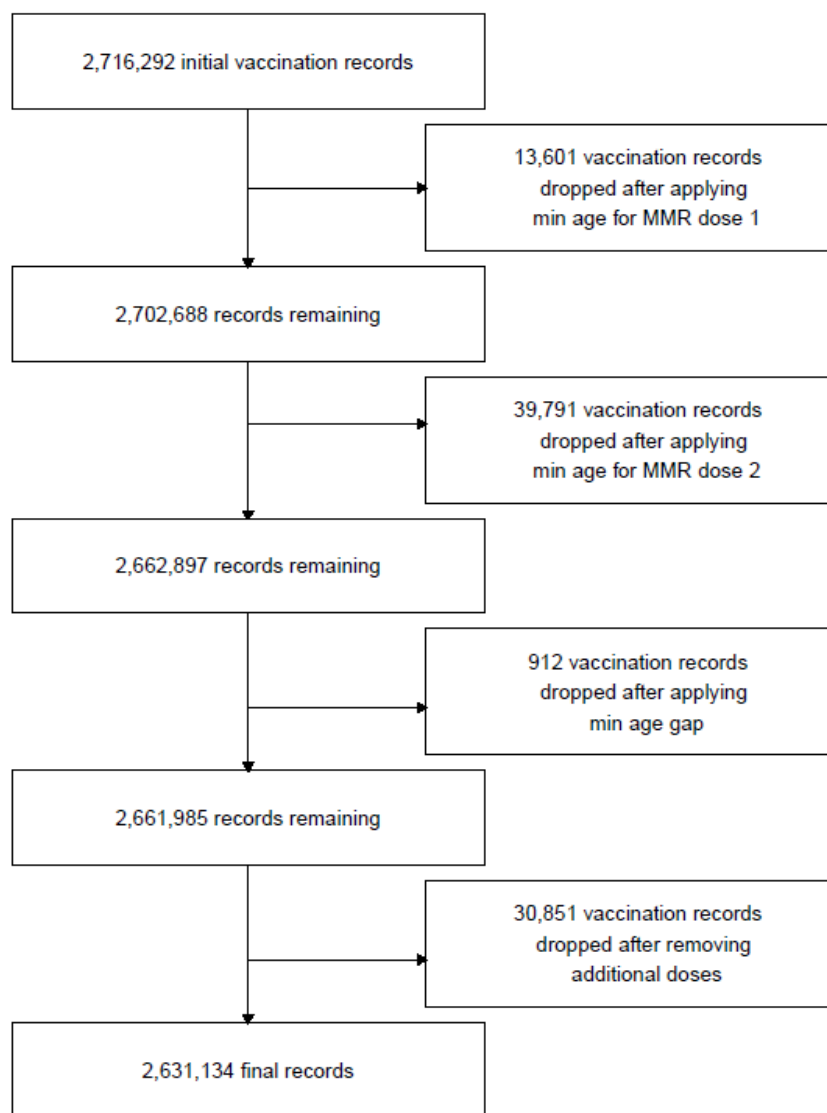 2,716,292 initial vaccination records
13,601 vaccination records
dropped after applying
min age for MMR dose 1
2,702,688 records remaining
39,791 vaccination records
dropped after applying
min age for MMR dose 2
2,662,897 records remaining
912 vaccination records
dropped after applying
min age gap
2,661,985 records remaining
30,851 vaccination records
dropped after removing
additional doses
2,631,134 final records